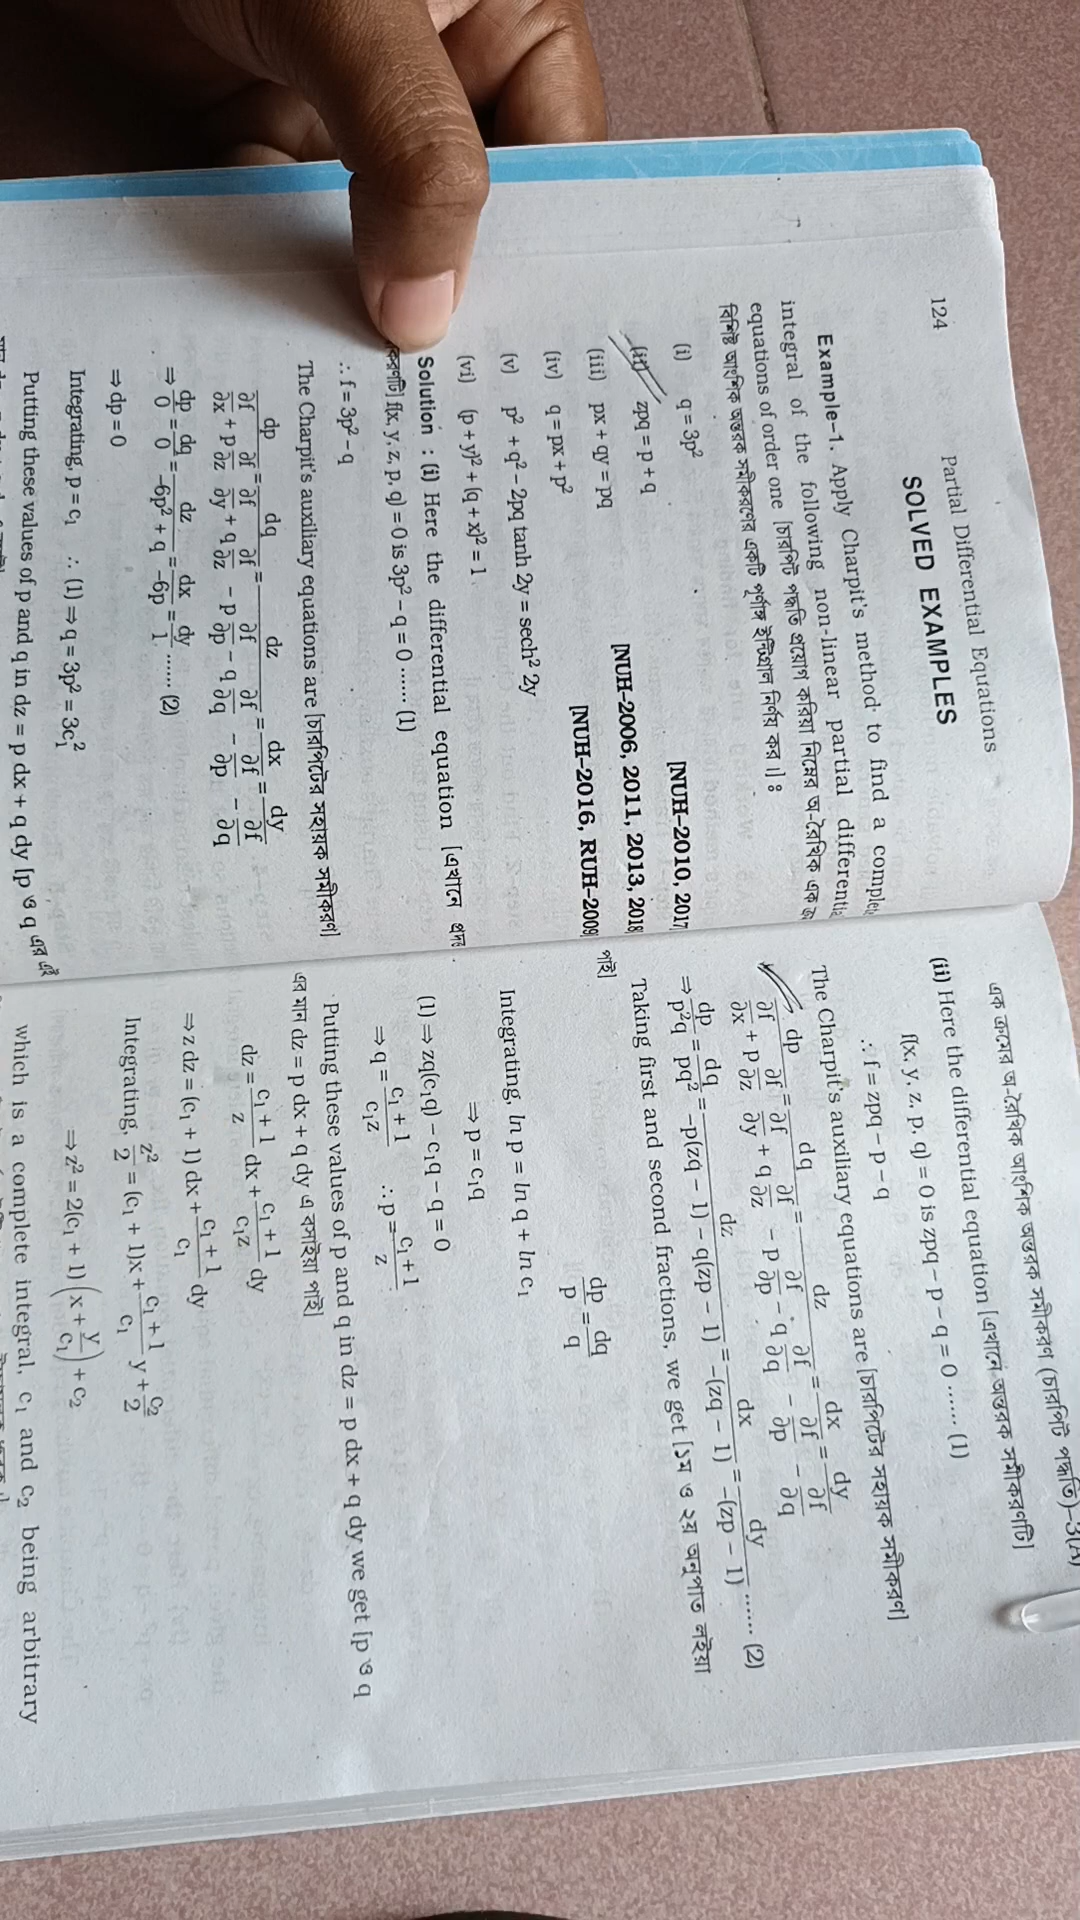 124
Partial Differential Equations
SOLVED EXAMPLES
Example-1. Apply Charpit's method to find a
integral of the following non-linear partial
equations of order one [চারপিট পদ্ধতি প্রয়োগ করিয়া নিম্নের অ-রৈখিক এক
বিশিষ্ট আংশিক অন্তরক সমীকরণের একটি পূর্ণাঙ্গ ইন্টিগ্রাল নির্ণয় কর।] ঃ
(i) q = 3p² [NUH-2010, 2017]
(ii) zpq = p + q [NUH-2006, 2011, 2013, 2018]
(iii) px + qy = pq [NUH-2016, RUH-2009]
(iv) q = px + p²
(v) p² + q² – 2pq tanh 2y = sech² 2y
(vi) (p + y)² + (q + x)² = 1
Solution : (i) Here the differential equation [এখানে
f(x, y, z, p, q) = 0 is 3p² – q = 0 ...... (1)
∴ f = 3p² – q
The Charpit's auxiliary equations are [চারপিটের সহায়ক সমীকরণ]
dp/(∂f/∂x + p ∂f/∂z) = dq/(∂f/∂y + q ∂f/∂z) = dz/(– p ∂f/∂p – q ∂f/∂q) = dx/(– ∂f/∂p) = dy/(– ∂f/∂q)
⇒ dp/0 = dq/0 = dz/(–6p² + q) = dx/(–6p) = dy/1 ...... (2)
⇒ dp = 0
Integrating, p = c₁ ∴ (1) ⇒ q = 3p² = 3c₁²
Putting these values of p and q in dz = p dx + q dy [p ও q এর এই
এক ক্রমের অ-রৈখিক আংশিক অন্তরক সমীকরণ (চারপিট পদ্ধতি)–3(A)
(ii) Here the differential equation [এখানে অন্তরক সমীকরণটি]
f(x, y, z, p, q) = 0 is zpq – p – q = 0 ...... (1)
∴ f = zpq – p – q
The Charpit's auxiliary equations are [চারপিটের সহায়ক সমীকরণ]
dp/(∂f/∂x + p ∂f/∂z) = dq/(∂f/∂y + q ∂f/∂z) = dz/(– p ∂f/∂p – q ∂f/∂q) = dx/(– ∂f/∂p) = dy/(– ∂f/∂q)
⇒ dp/p²q = dq/pq² = dz/(–p(zq – 1) – q(zp – 1)) = dx/(–(zq – 1)) = dy/(–(zp – 1)) ...... (2)
Taking first and second fractions, we get [১ম ও ২য় অনুপাত লইয়া
পাই]
dp/p = dq/q
Integrating, ln p = ln q + ln c₁
⇒ p = c₁q
(1) ⇒ zq(c₁q) – c₁q – q = 0
⇒ q = (c₁ + 1)/c₁z ∴ p = (c₁ + 1)/z
Putting these values of p and q in dz = p dx + q dy we get [p ও q
এর মান dz = p dx + q dy এ বসাইয়া পাই]
dz = (c₁ + 1)/z dx + (c₁ + 1)/c₁z dy
⇒ z dz = (c₁ + 1) dx + (c₁ + 1)/c₁ dy
Integrating, z²/2 = (c₁ + 1)x + (c₁ + 1)/c₁ y + c₂/2
⇒ z² = 2(c₁ + 1) (x + y/c₁) + c₂
which is a complete integral, c₁ and c₂ being arbitrary